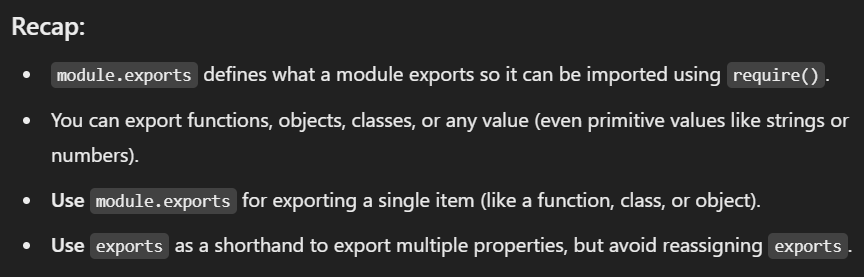 Recap:
• module.exports defines what a module exports so it can be imported using require().
• You can export functions, objects, classes, or any value (even primitive values like strings or
numbers).
• Use module.exports for exporting a single item (like a function, class, or object).
• Use exports as a shorthand to export multiple properties, but avoid reassigning exports.